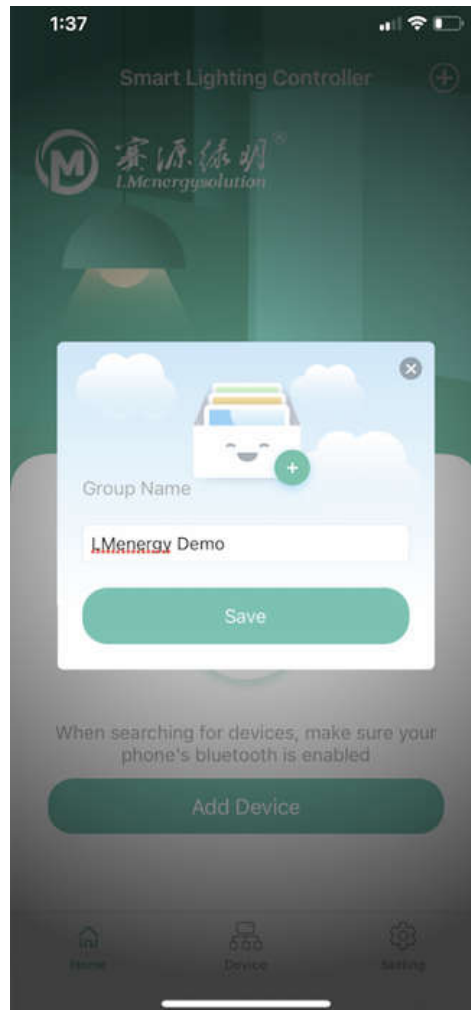 1:37
Smart Lighting Controller
M 赛源绿明®
LMenergysolution
Group Name
LMenergy Demo
Save
When searching for devices, make sure your
phone's bluetooth is enabled
Add Device
Home Device Setting